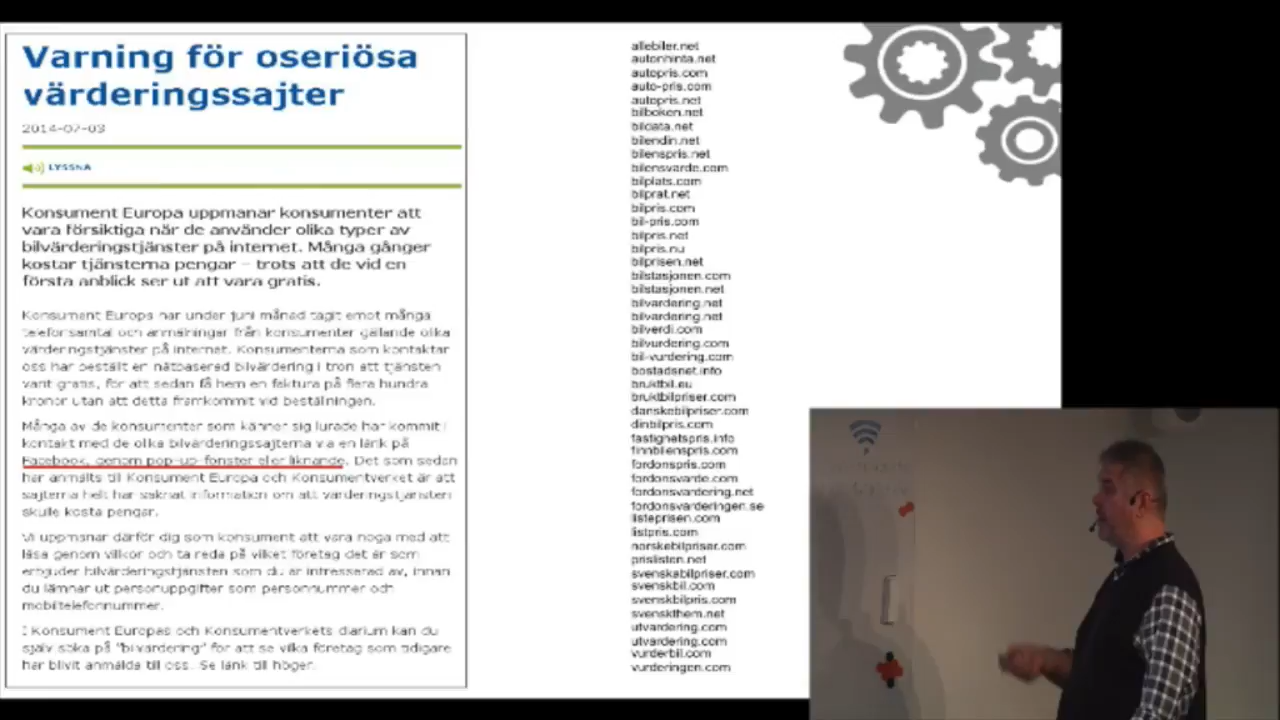 Varning för oseriösa
värderingssajter
2014-07-03
LYSSNA
Konsument Europa uppmanar konsumenter att
vara försiktiga när de använder olika typer av
bilvärderingstjänster på internet. Många gånger
kostar tjänsterna pengar – trots att de vid en
första anblick ser ut att vara gratis.
Konsument Europa har under juni månad tagit emot många
telefonsamtal och anmälningar från konsumenter gällande olika
värderingstjänster på internet. Konsumenterna som kontaktar
oss har beställt en nätbaserad bilvärdering i tron att tjänsten
varit gratis, för att sedan få hem en faktura på flera hundra
kronor utan att detta framkommit vid beställningen.
Många av de konsumenter som känner sig lurade har kommit i
kontakt med de olika bilvärderingssajterna via en länk på
Facebook, genom pop-up-fönster eller liknande. Det som sedan
har anmälts till Konsument Europa och Konsumentverket är att
sajterna helt har saknat information om att värderingstjänsten
skulle kosta pengar.
Vi uppmanar därför dig som konsument att vara noga med att
läsa genom villkor och ta reda på vilket företag det är som
erbjuder bilvärderingstjänsten som du är intresserad av, innan
du lämnar ut personuppgifter som personnummer och
mobiltelefonnummer.
I Konsument Europas och Konsumentverkets diarium kan du
själv söka på "bilvärdering" för att se vilka företag som tidigare
har blivit anmälda till oss. Se länk till höger.
allebiler.net
autonhinta.net
autopris.com
auto-pris.com
autopris.net
bilboken.net
bildata.net
bilendin.net
bilenspris.net
bilensvarde.com
bilplats.com
bilprat.net
bilpris.com
bil-pris.com
bilpris.net
bilpris.nu
bilprisen.net
bilstasjonen.com
bilstasjonen.net
bilvardering.net
bilvardering.net
bilverdi.com
bilvurdering.com
bil-vurdering.com
bostadsnet.info
bruktbil.eu
bruktbilpriser.com
danskebilpriser.com
dinbilpris.com
fastighetspris.info
finnbilenspris.com
fordonspris.com
fordonsvarde.com
fordonsvardering.net
fordonsvarderingen.se
listeprisen.com
listpris.com
norskebilpriser.com
prislisten.net
svenskabilpriser.com
svenskbil.com
svenskbilpris.com
svenskthem.net
utvardering.com
utvardering.com
vurderbil.com
vurderingen.com